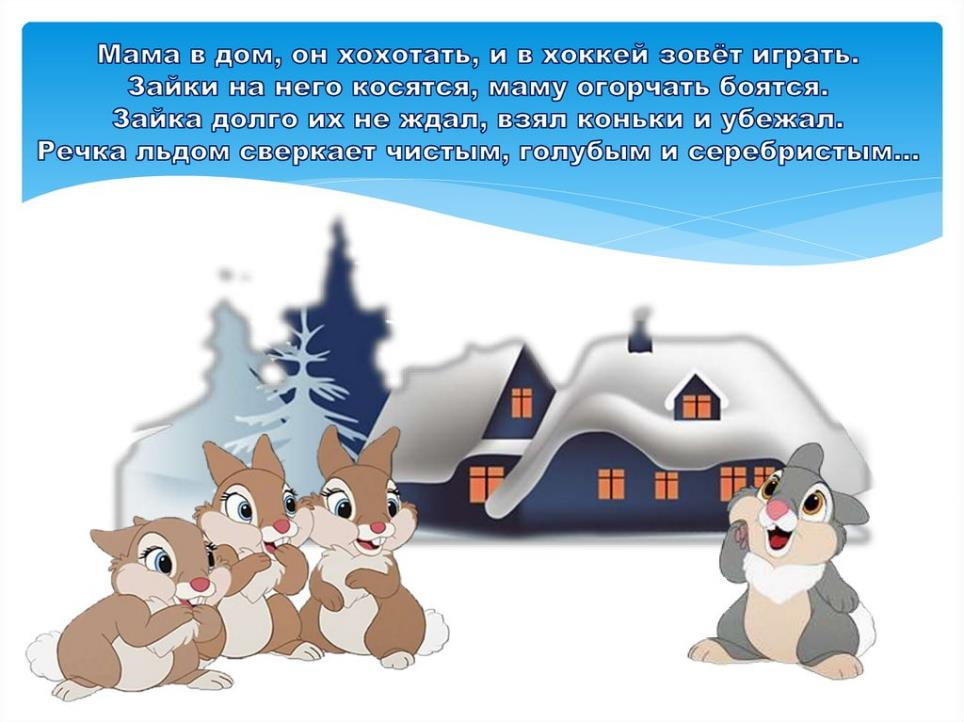 Мама в дом, он хохотать, и в хоккей зовёт играть.
Зайки на него косятся, маму огорчать боятся.
Зайка долго их не ждал, взял коньки и убежал.
Речка льдом сверкает чистым, голубым и серебристым...